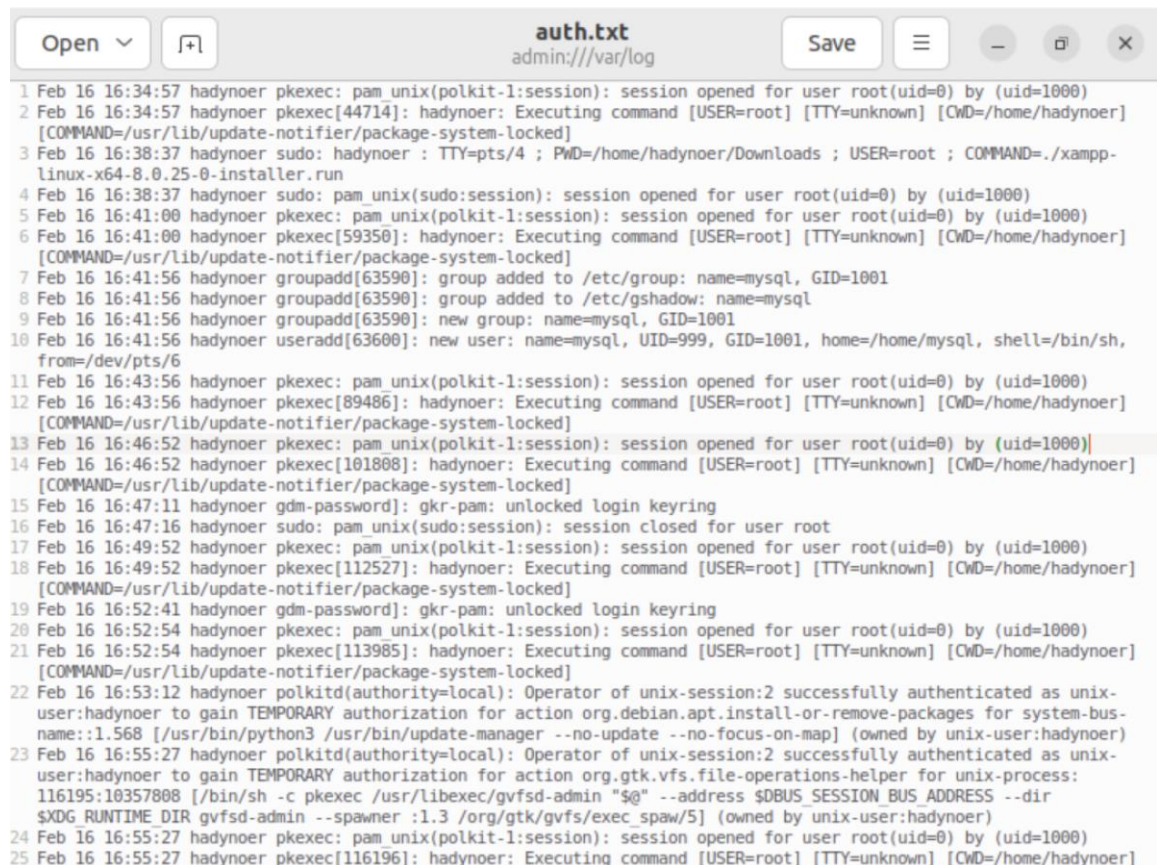 Open
auth.txt
admin:///var/log
Save
1 Feb 16 16:34:57 hadynoer pkexec: pam_unix(polkit-1:session): session opened for user root(uid=0) by (uid=1000)
2 Feb 16 16:34:57 hadynoer pkexec[44714]: hadynoer: Executing command [USER=root] [TTY=unknown] [CWD=/home/hadynoer]
[COMMAND=/usr/lib/update-notifier/package-system-locked]
3 Feb 16 16:38:37 hadynoer sudo: hadynoer : TTY=pts/4 ; PWD=/home/hadynoer/Downloads ; USER=root ; COMMAND=./xampp-
linux-x64-8.0.25-0-installer.run
4 Feb 16 16:38:37 hadynoer sudo: pam_unix(sudo:session): session opened for user root(uid=0) by (uid=1000)
5 Feb 16 16:41:00 hadynoer pkexec: pam_unix(polkit-1:session): session opened for user root(uid=0) by (uid=1000)
6 Feb 16 16:41:00 hadynoer pkexec[59350]: hadynoer: Executing command [USER=root] [TTY=unknown] [CWD=/home/hadynoer]
[COMMAND=/usr/lib/update-notifier/package-system-locked]
7 Feb 16 16:41:56 hadynoer groupadd[63590]: group added to /etc/group: name=mysql, GID=1001
8 Feb 16 16:41:56 hadynoer groupadd[63590]: group added to /etc/gshadow: name=mysql
9 Feb 16 16:41:56 hadynoer groupadd[63590]: new group: name=mysql, GID=1001
10 Feb 16 16:41:56 hadynoer useradd[63600]: new user: name=mysql, UID=999, GID=1001, home=/home/mysql, shell=/bin/sh,
from=/dev/pts/6
11 Feb 16 16:43:56 hadynoer pkexec: pam_unix(polkit-1:session): session opened for user root(uid=0) by (uid=1000)
12 Feb 16 16:43:56 hadynoer pkexec[89486]: hadynoer: Executing command [USER=root] [TTY=unknown] [CWD=/home/hadynoer]
[COMMAND=/usr/lib/update-notifier/package-system-locked]
13 Feb 16 16:46:52 hadynoer pkexec: pam_unix(polkit-1:session): session opened for user root(uid=0) by (uid=1000)
14 Feb 16 16:46:52 hadynoer pkexec[101808]: hadynoer: Executing command [USER=root] [TTY=unknown] [CWD=/home/hadynoer]
[COMMAND=/usr/lib/update-notifier/package-system-locked]
15 Feb 16 16:47:11 hadynoer gdm-password]: gkr-pam: unlocked login keyring
16 Feb 16 16:47:16 hadynoer sudo: pam_unix(sudo:session): session closed for user root
17 Feb 16 16:49:52 hadynoer pkexec: pam_unix(polkit-1:session): session opened for user root(uid=0) by (uid=1000)
18 Feb 16 16:49:52 hadynoer pkexec[112527]: hadynoer: Executing command [USER=root] [TTY=unknown] [CWD=/home/hadynoer]
[COMMAND=/usr/lib/update-notifier/package-system-locked]
19 Feb 16 16:52:41 hadynoer gdm-password]: gkr-pam: unlocked login keyring
20 Feb 16 16:52:54 hadynoer pkexec: pam_unix(polkit-1:session): session opened for user root(uid=0) by (uid=1000)
21 Feb 16 16:52:54 hadynoer pkexec[113985]: hadynoer: Executing command [USER=root] [TTY=unknown] [CWD=/home/hadynoer]
[COMMAND=/usr/lib/update-notifier/package-system-locked]
22 Feb 16 16:53:12 hadynoer polkitd(authority=local): Operator of unix-session:2 successfully authenticated as unix-
user:hadynoer to gain TEMPORARY authorization for action org.debian.apt.install-or-remove-packages for system-bus-
name::1.568 [/usr/bin/python3 /usr/bin/update-manager --no-update --no-focus-on-map] (owned by unix-user:hadynoer)
23 Feb 16 16:55:27 hadynoer polkitd(authority=local): Operator of unix-session:2 successfully authenticated as unix-
user:hadynoer to gain TEMPORARY authorization for action org.gtk.vfs.file-operations-helper for unix-process:
116195:10357808 [/bin/sh -c pkexec /usr/libexec/gvfsd-admin "$@" --address $DBUS_SESSION_BUS_ADDRESS --dir
$XDG_RUNTIME_DIR gvfsd-admin --spawner :1.3 /org/gtk/gvfs/exec_spaw/5] (owned by unix-user:hadynoer)
24 Feb 16 16:55:27 hadynoer pkexec: pam_unix(polkit-1:session): session opened for user root(uid=0) by (uid=1000)
25 Feb 16 16:55:27 hadynoer pkexec[116196]: hadynoer: Executing command [USER=root] [TTY=unknown] [CWD=/home/hadynoer]